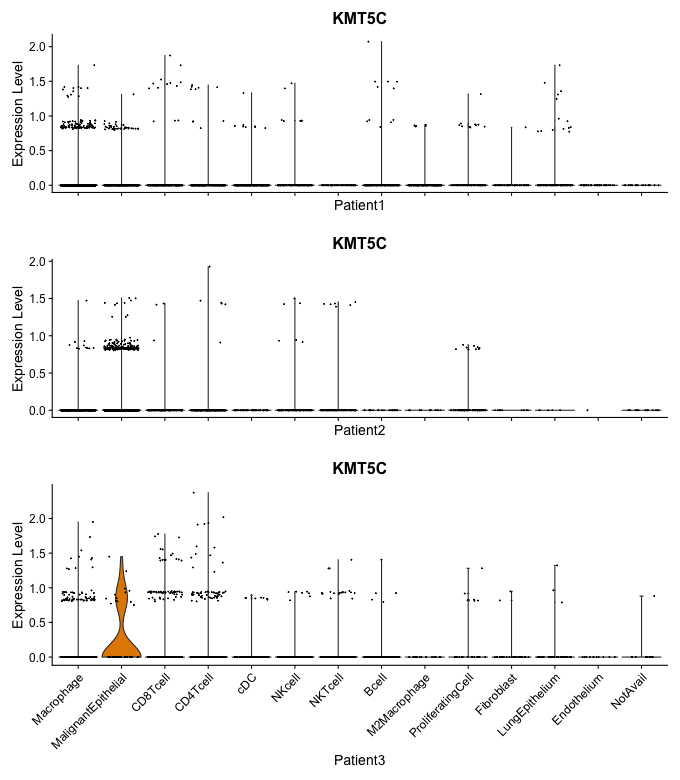 KMT5C
Expression Level
2.0
1.5
1.0
0.5
0.0
Patient1
KMT5C
Expression Level
2.0
1.5
1.0
0.5
0.0
Patient2
KMT5C
Expression Level
2.0
1.5
1.0
0.5
0.0
Macrophage
MalignantEpithelial
CD8Tcell
CD4Tcell
cDC
NKcell
NKTcell
Bcell
M2Macrophage
ProliferatingCell
Fibroblast
LungEpithelium
Endothelium
NotAvail
Patient3